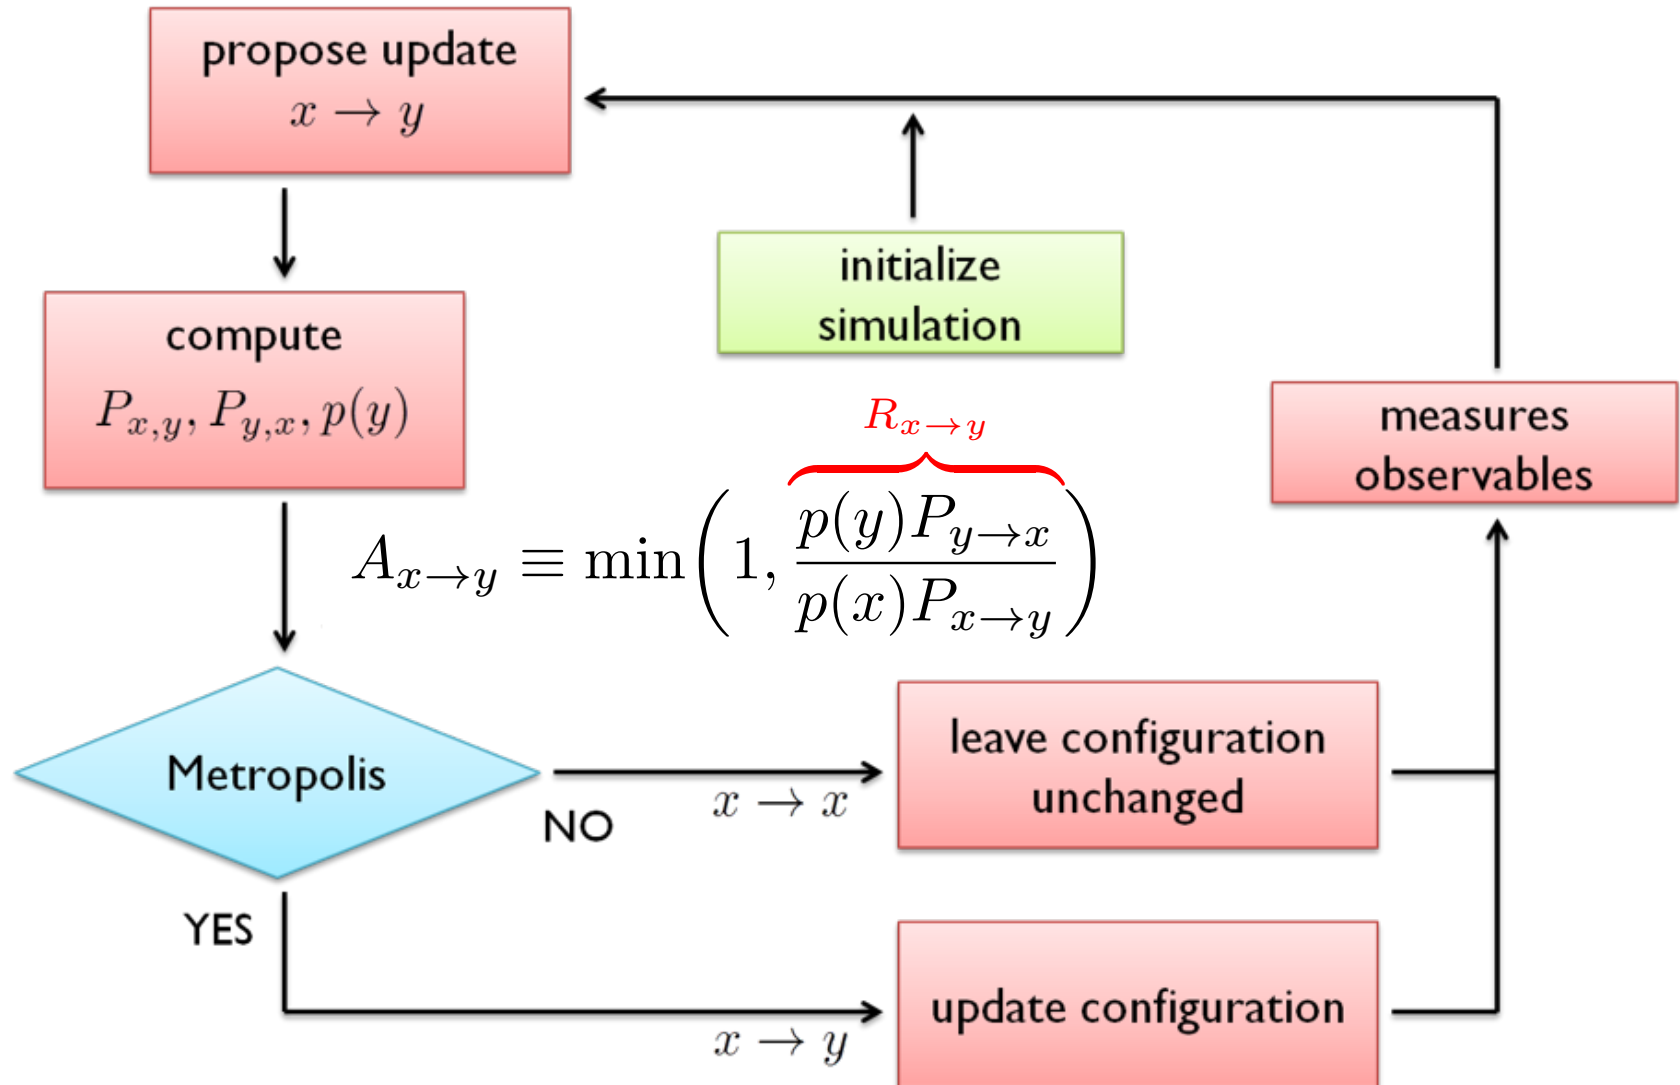 propose update
x → y
initialize
simulation
compute
P_{x,y}, P_{y,x}, p(y)
R_{x→y}
measures
observables
A_{x→y} ≡ min(1, \frac{p(y)P_{y→x}}{p(x)P_{x→y}})
Metropolis
NO
x → x
leave configuration
unchanged
YES
x → y
update configuration